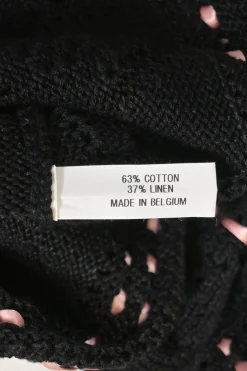 63% COTTON
37% LINEN
MADE IN BELGIUM